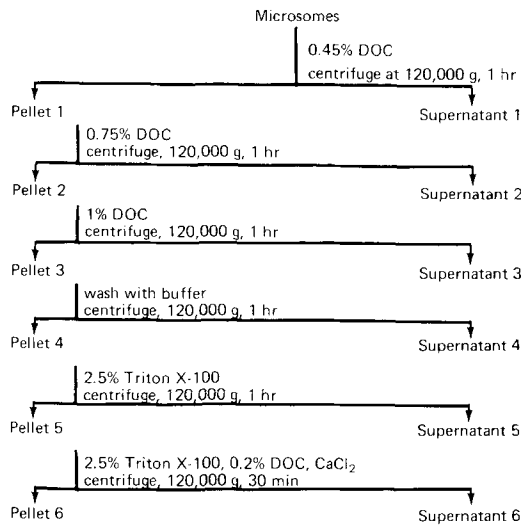 Microsomes
0.45% DOC
centrifuge at 120,000 g, 1 hr
Pellet 1
Supernatant 1
0.75% DOC
centrifuge, 120,000 g, 1 hr
Pellet 2
Supernatant 2
1% DOC
centrifuge, 120,000 g, 1 hr
Pellet 3
Supernatant 3
wash with buffer
centrifuge, 120,000 g, 1 hr
Pellet 4
Supernatant 4
2.5% Triton X-100
centrifuge, 120,000 g, 1 hr
Pellet 5
Supernatant 5
2.5% Triton X-100, 0.2% DOC, CaCl₂
centrifuge, 120,000 g, 30 min
Pellet 6
Supernatant 6